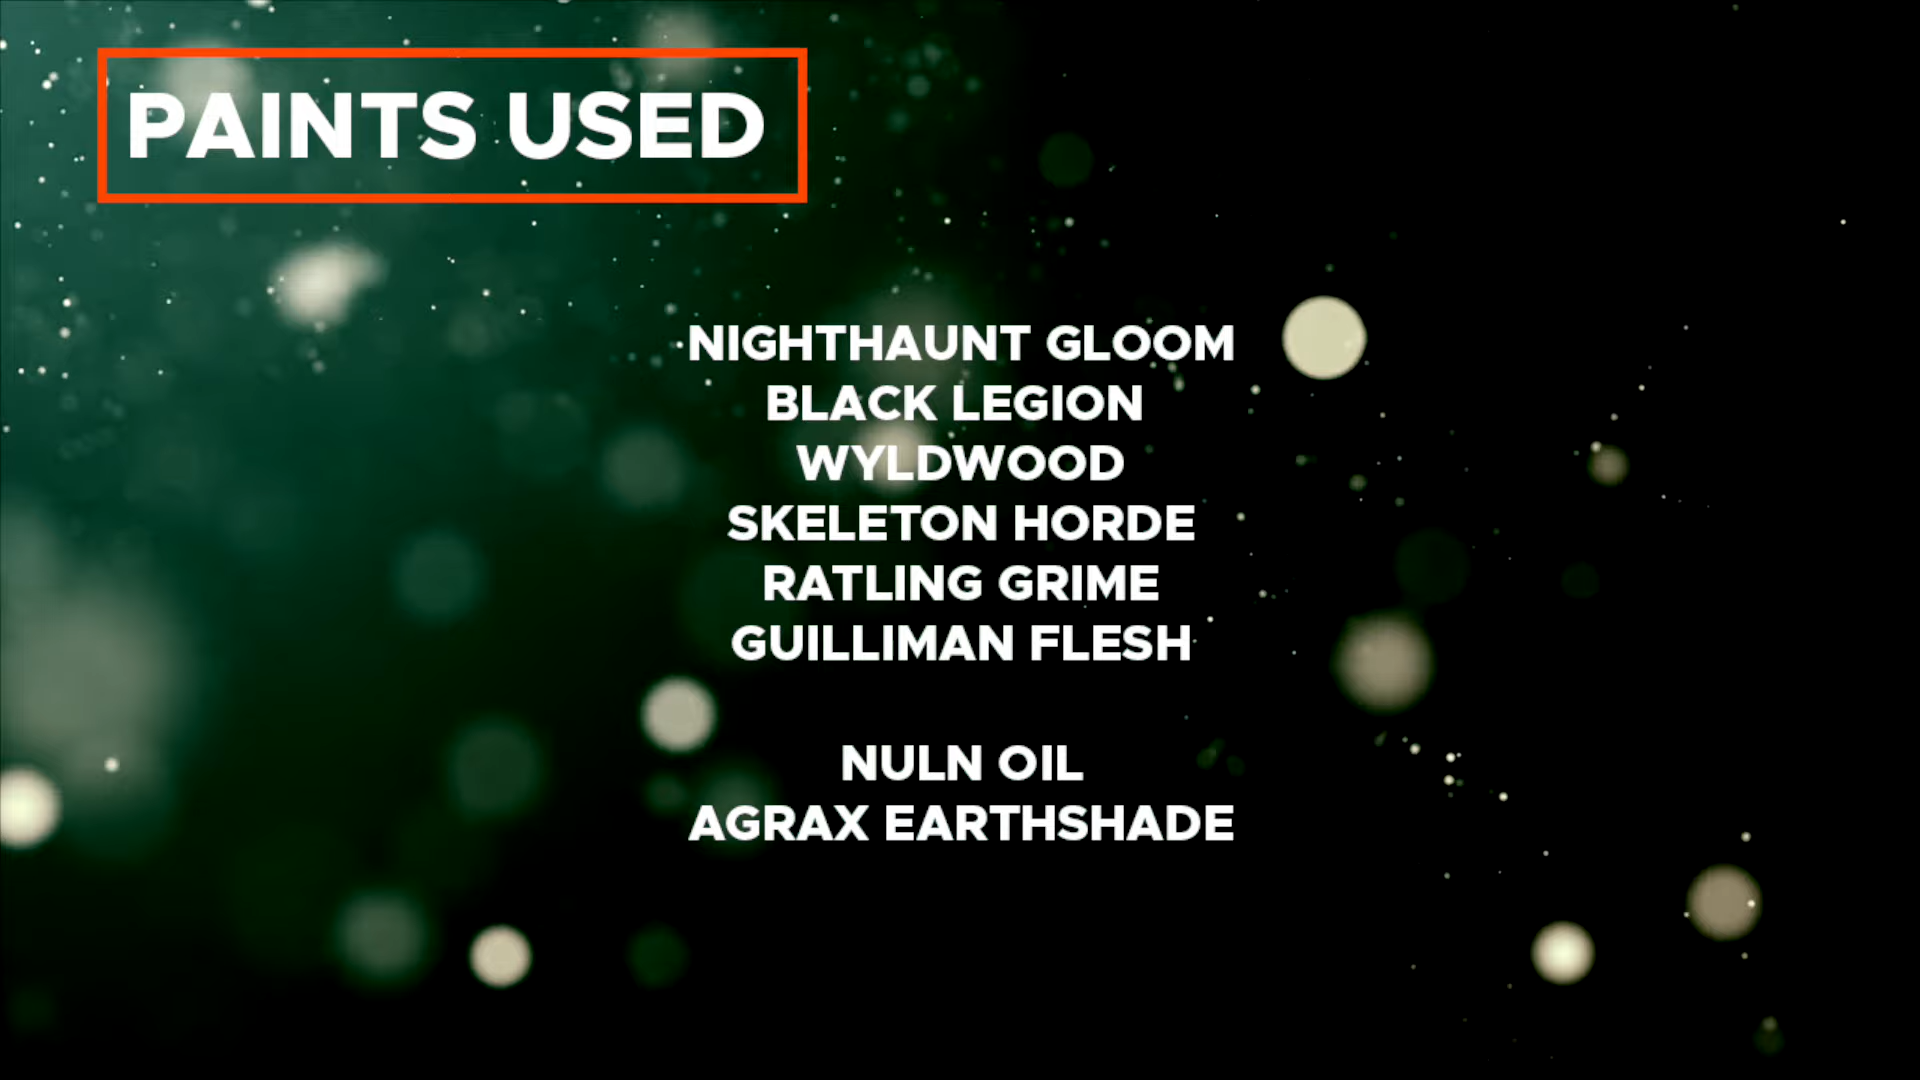 PAINTS USED
NIGHTHAUNT GLOOM
BLACK LEGION
WYLDWOOD
SKELETON HORDE
RATLING GRIME
GUILLIMAN FLESH
NULN OIL
AGRAX EARTHSHADE